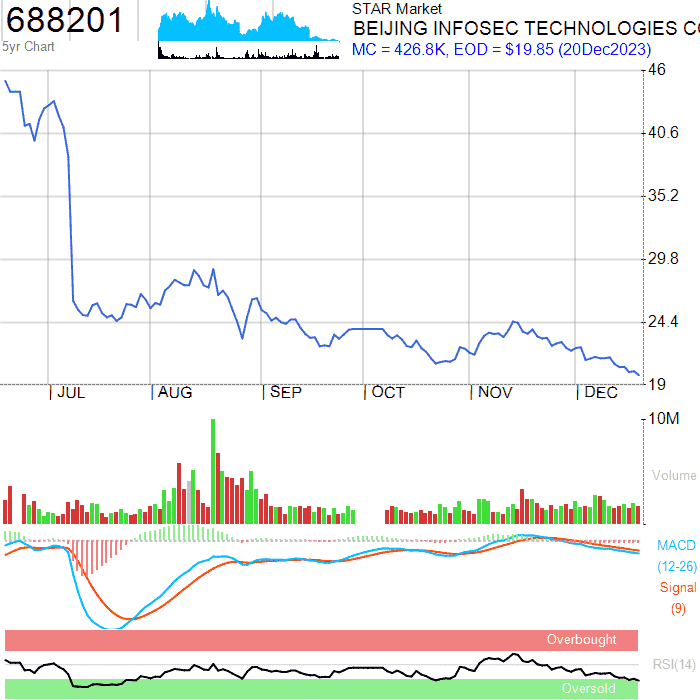 688201
5yr Chart
STAR Market
BEIJING INFOSEC TECHNOLOGIES
MC = 426.8K, EOD = $19.85 (20Dec2023)
46
40.6
35.2
29.8
24.4
19
JUL AUG SEP OCT NOV DEC
10M
Volume
MACD
(12-26)
Signal
(9)
Overbought
RSI(14)
Oversold